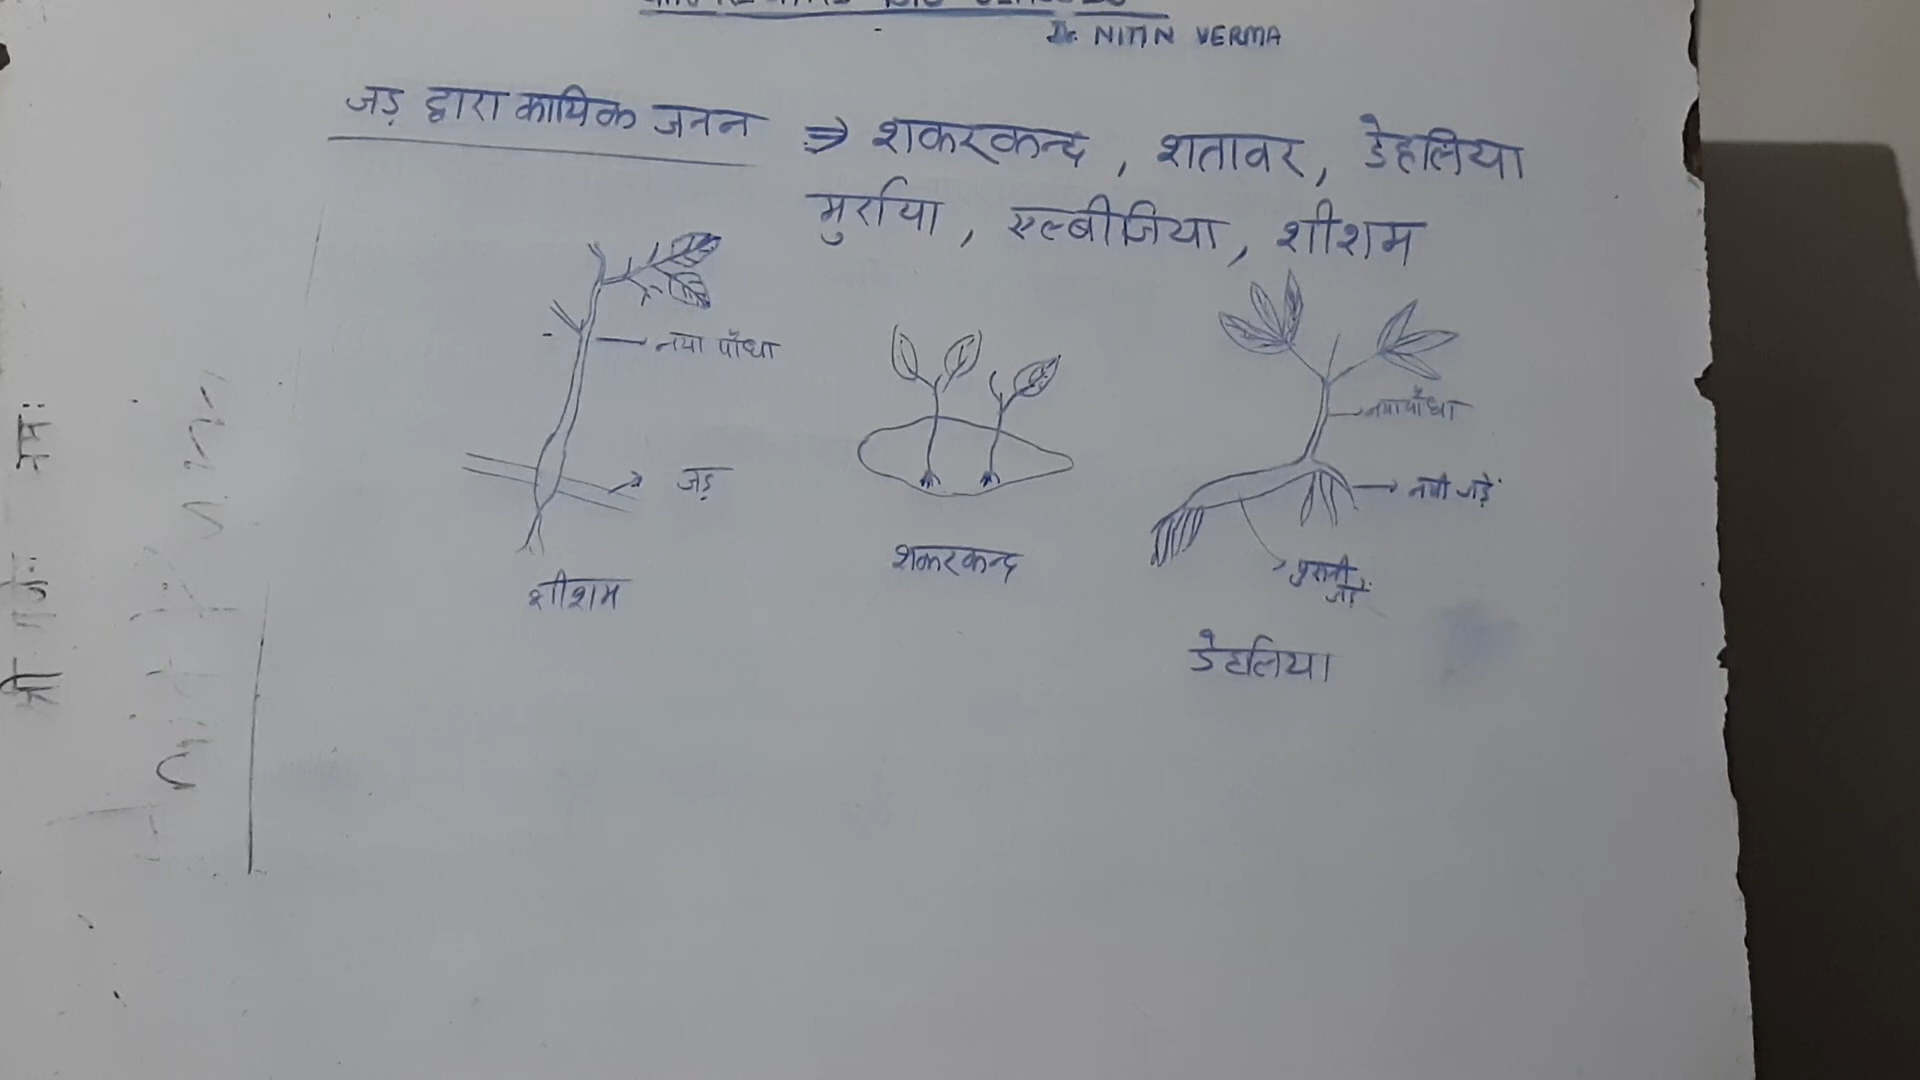 Dr. NITIN VERMA
जड़ द्वारा कायिक जनन ⇒ शकरकन्द, शतावर, डेहलिया
मुर्राया, एल्बीजिया, शीशम
नया पौधा
जड़
शीशम
शकरकन्द
नया पौधा
नयी जड़ें
पुरानी
जड़ें
डेहलिया